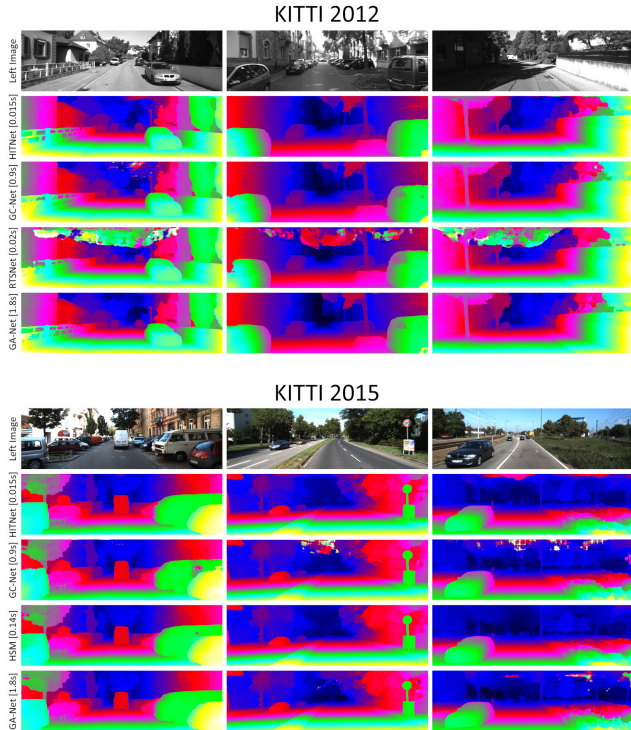 KITTI 2012
Left Image
HITNet [0.015s]
GC-Net [0.9s]
RTSNet [0.02s]
GA-Net [1.8s]
KITTI 2015
Left Image
HITNet [0.015s]
GC-Net [0.9s]
HSM [0.14s]
GA-Net [1.8s]